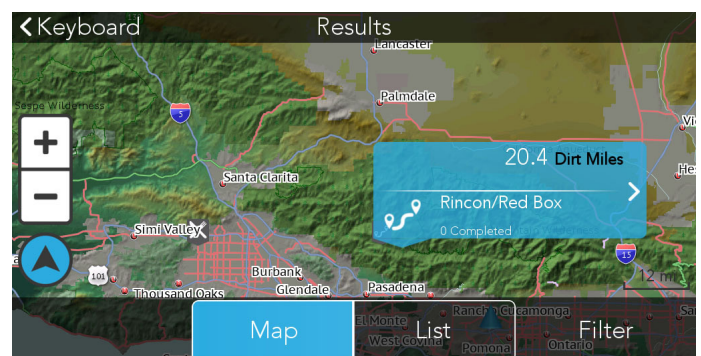 Keyboard
Results
Lancaster
Sespe Wilderness
Palmdale
5
20.4 Dirt Miles
Santa Clarita
Rincon/Red Box
0 Completed
Simi Valley
15
101
Burbank
12 mi
Thousand Oaks
Glendale
Pasadena
Rancho Cucamonga
El Monte
Map
List
Filter
West Covina
Pomona
Ontario